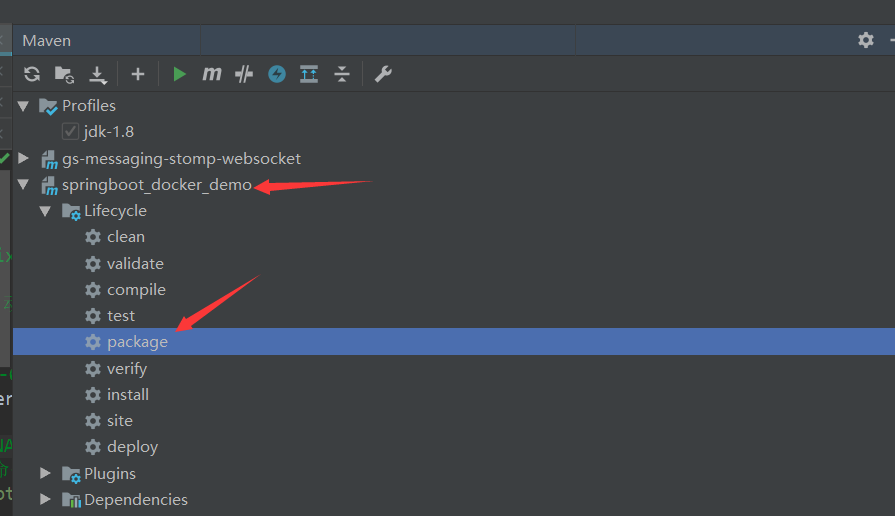 Maven
Profiles
jdk-1.8
gs-messaging-stomp-websocket
springboot_docker_demo
Lifecycle
clean
validate
compile
test
package
verify
install
site
deploy
Plugins
Dependencies